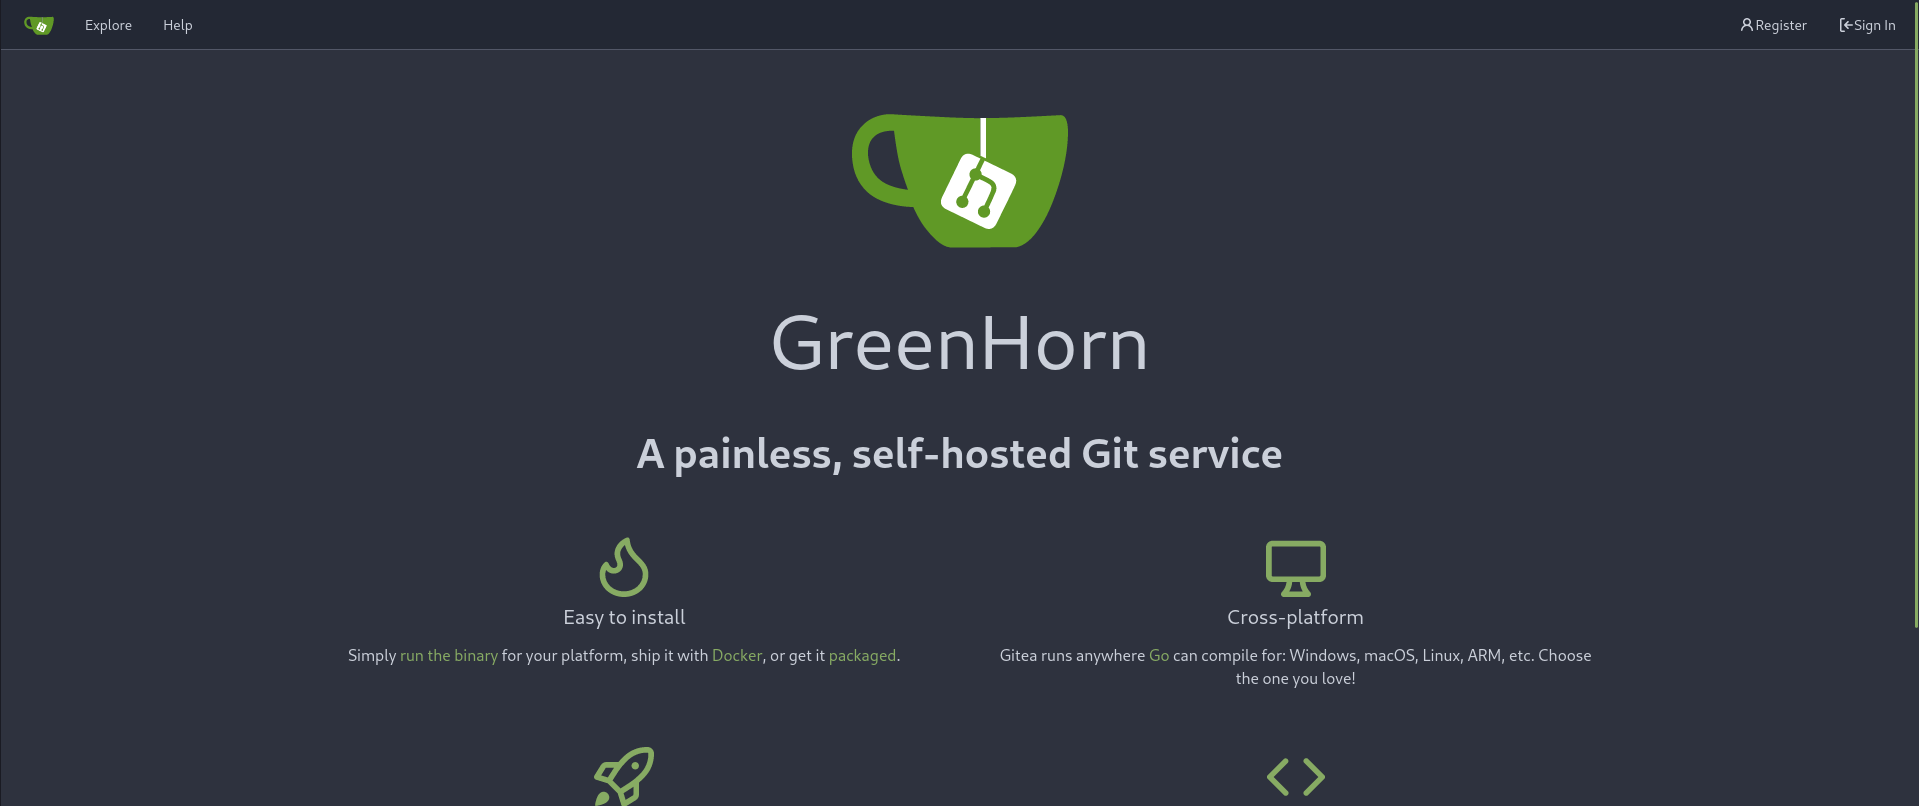 Explore Help Register Sign In
GreenHorn
A painless, self-hosted Git service
Easy to install
Simply run the binary for your platform, ship it with Docker, or get it packaged.
Cross-platform
Gitea runs anywhere Go can compile for: Windows, macOS, Linux, ARM, etc. Choose
the one you love!